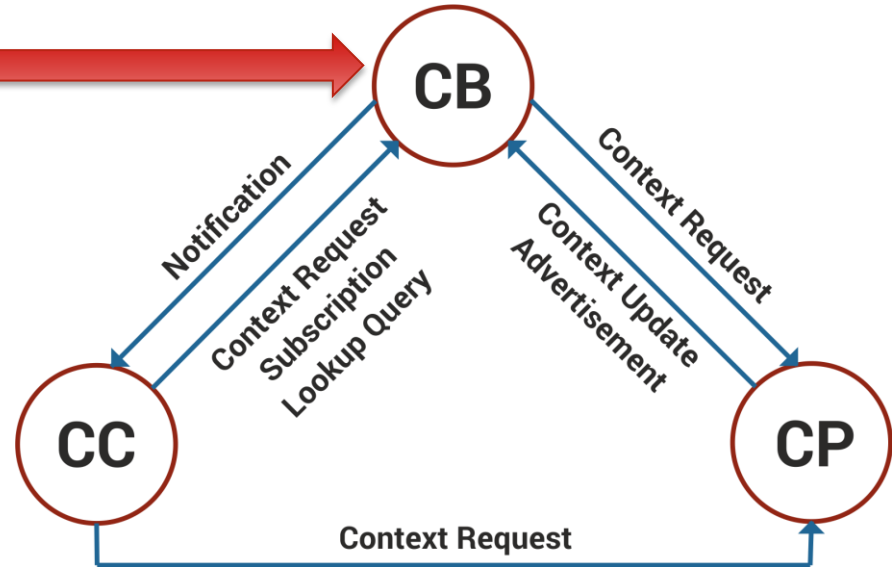 CB
Notification
Context Request
Subscription
Lookup Query
Context Request
Context Update
Advertisement
CC
CP
Context Request